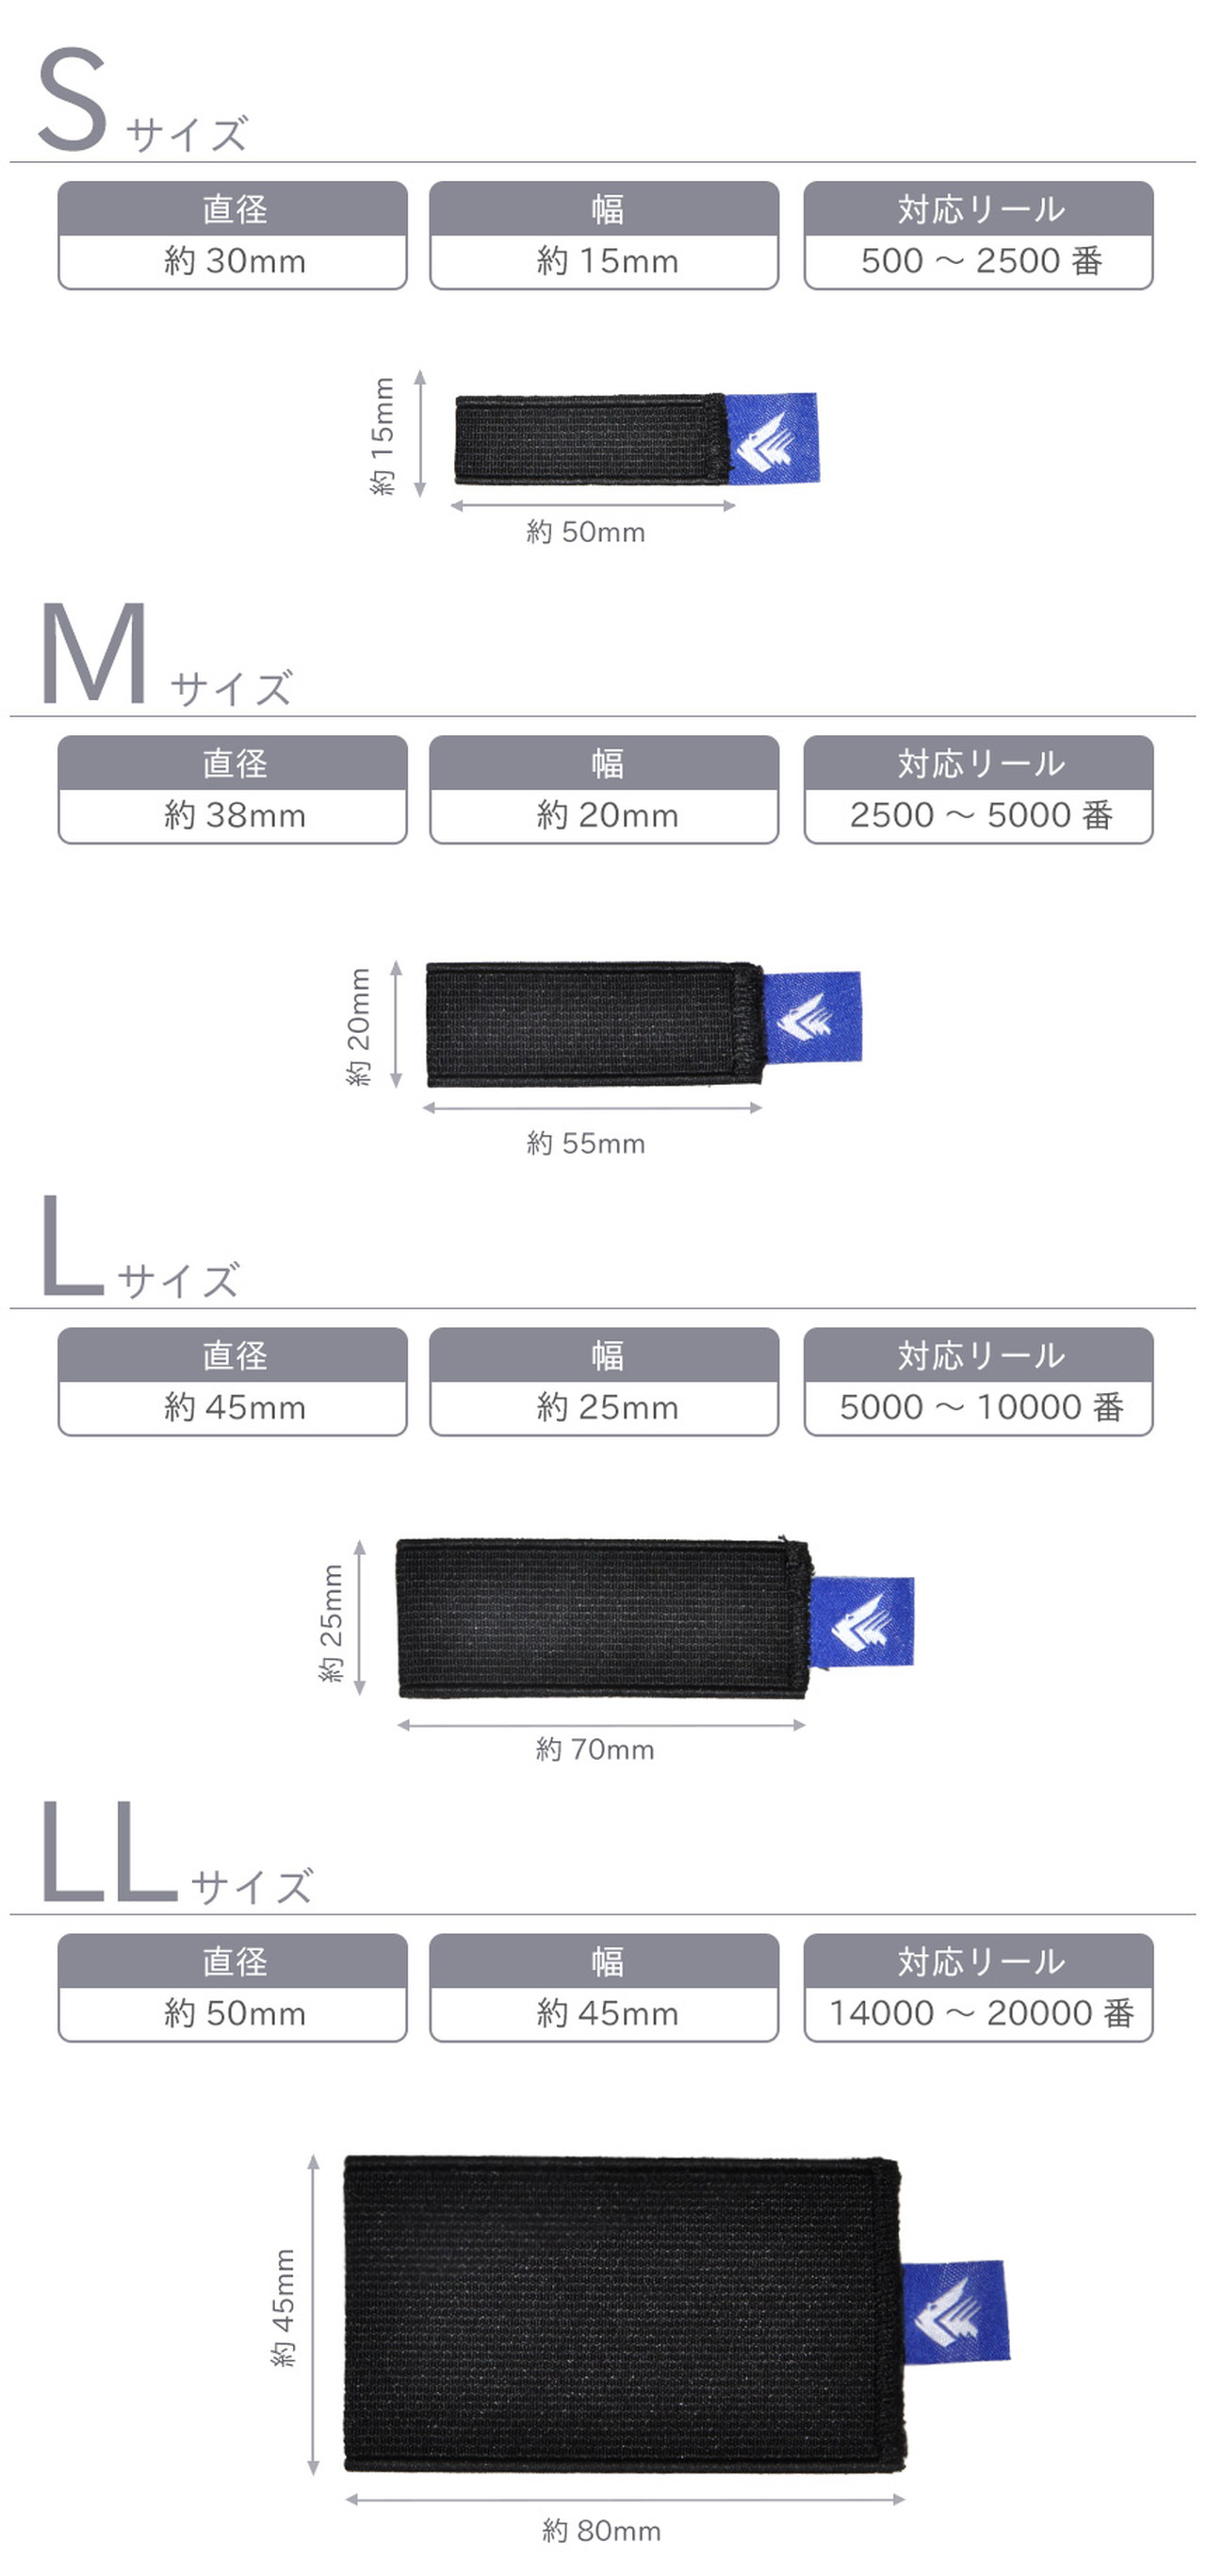 S サイズ
直径 幅 対応リール
約 30mm 約 15mm 500 ～ 2500 番
約 15mm
約 50mm
M サイズ
直径 幅 対応リール
約 38mm 約 20mm 2500 ～ 5000 番
約 20mm
約 55mm
L サイズ
直径 幅 対応リール
約 45mm 約 25mm 5000 ～ 10000 番
約 25mm
約 70mm
LL サイズ
直径 幅 対応リール
約 50mm 約 45mm 14000 ～ 20000 番
約 45mm
約 80mm